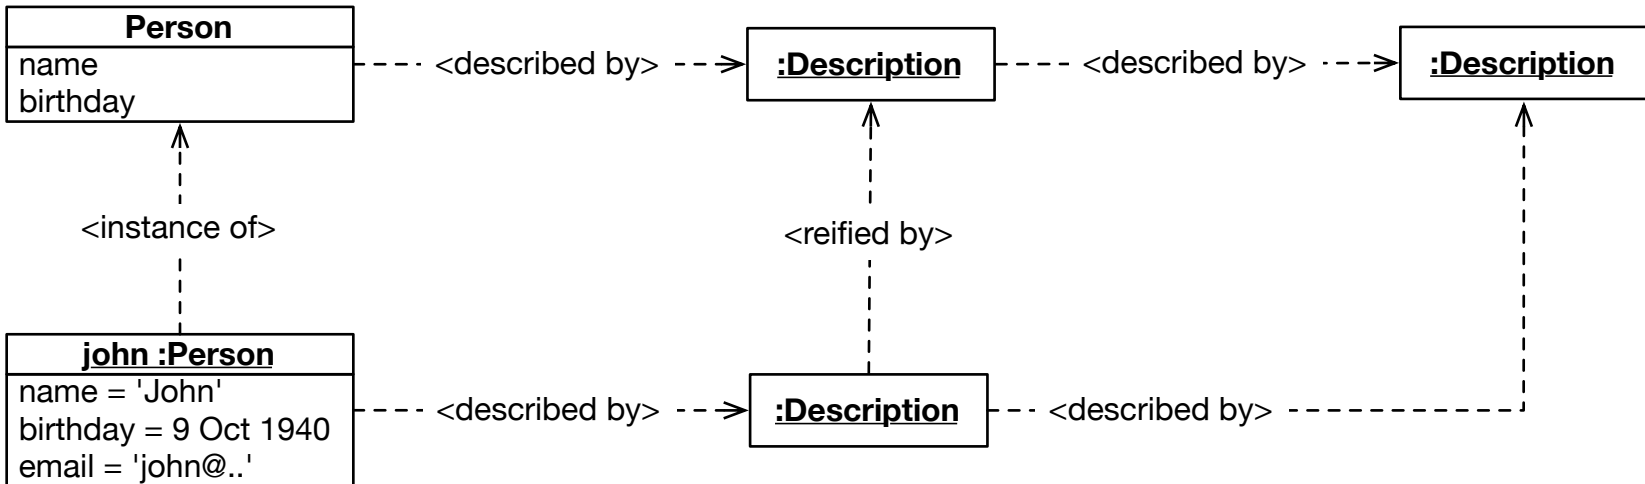 Person
name
birthday
<described by>
:Description
<described by>
:Description
<instance of>
<reified by>
john :Person
name = 'John'
birthday = 9 Oct 1940
email = 'john@..'
<described by>
:Description
<described by>